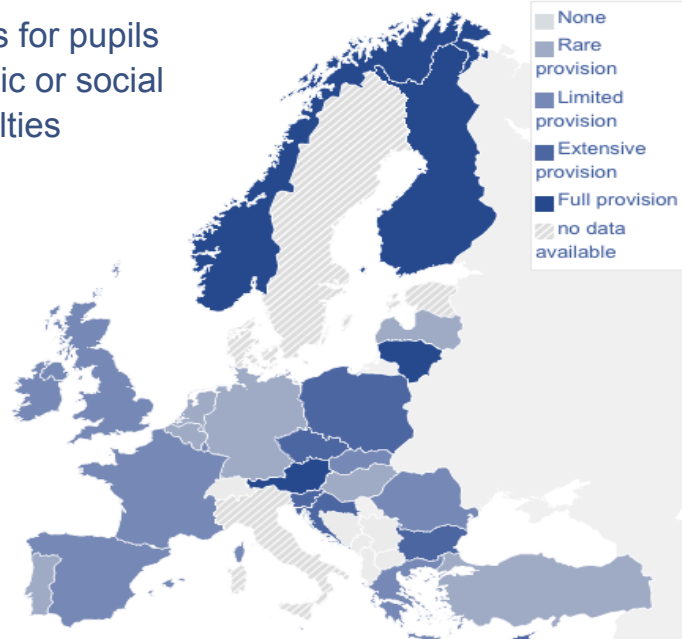 s for pupils
ic or social
lties
None
Rare
provision
Limited
provision
Extensive
provision
Full provision
no data
available